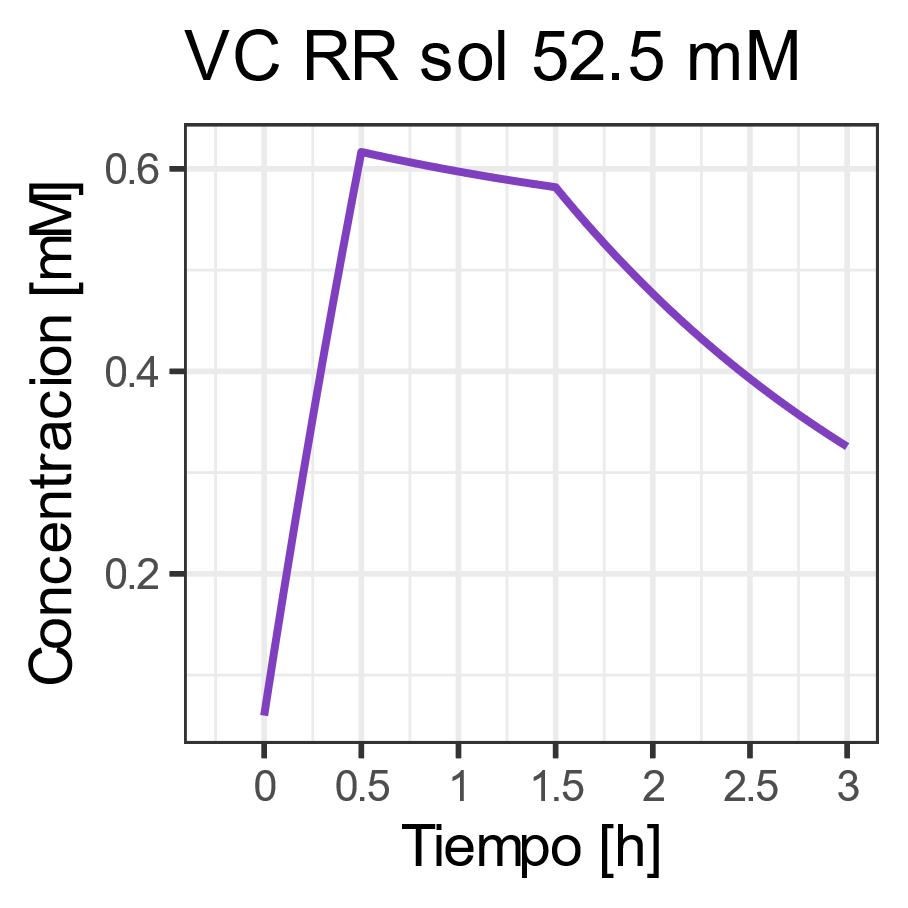 VC RR sol 52.5 mM
Concentracion [mM]
0.6
0.4
0.2
0 0.5 1 1.5 2 2.5 3
Tiempo [h]